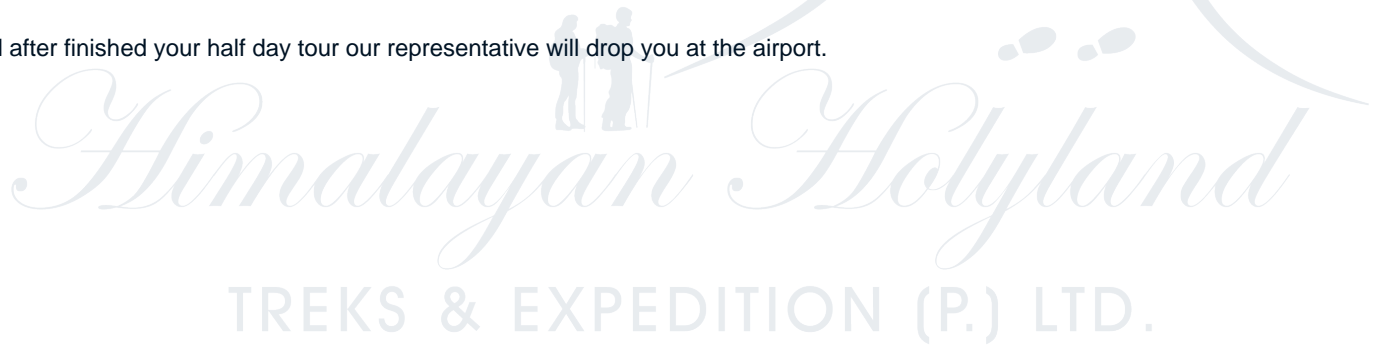 after finished your half day tour our representative will drop you at the airport.
Himalayan Holyland
TREKS & EXPEDITION (P.) LTD.